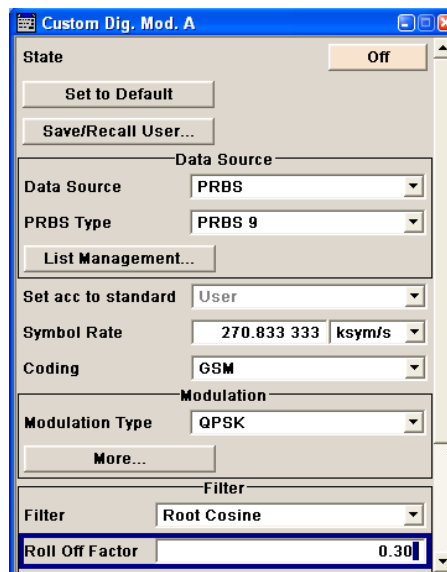 Custom Dig. Mod. A
State Off
Set to Default
Save/Recall User...
Data Source
Data Source PRBS
PRBS Type PRBS 9
List Management...
Set acc to standard User
Symbol Rate 270.833 333 ksym/s
Coding GSM
Modulation
Modulation Type QPSK
More...
Filter
Filter Root Cosine
Roll Off Factor 0.30